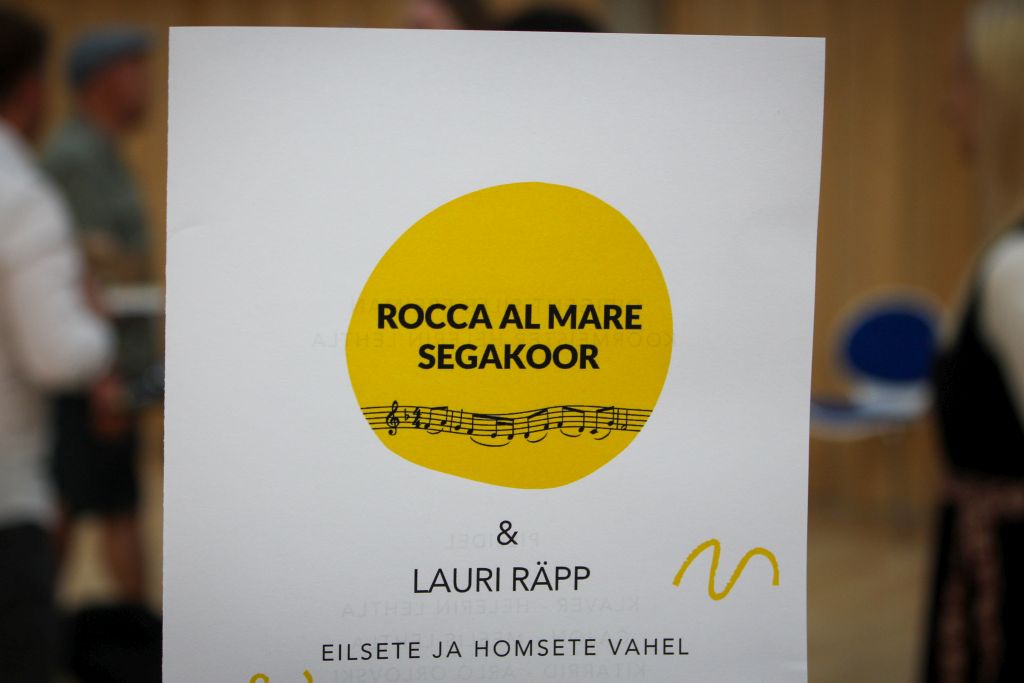 ROCCA AL MARE
SEGAKOOR
&
LAURI RÄPP
EILSETE JA HOMSETE VAHEL